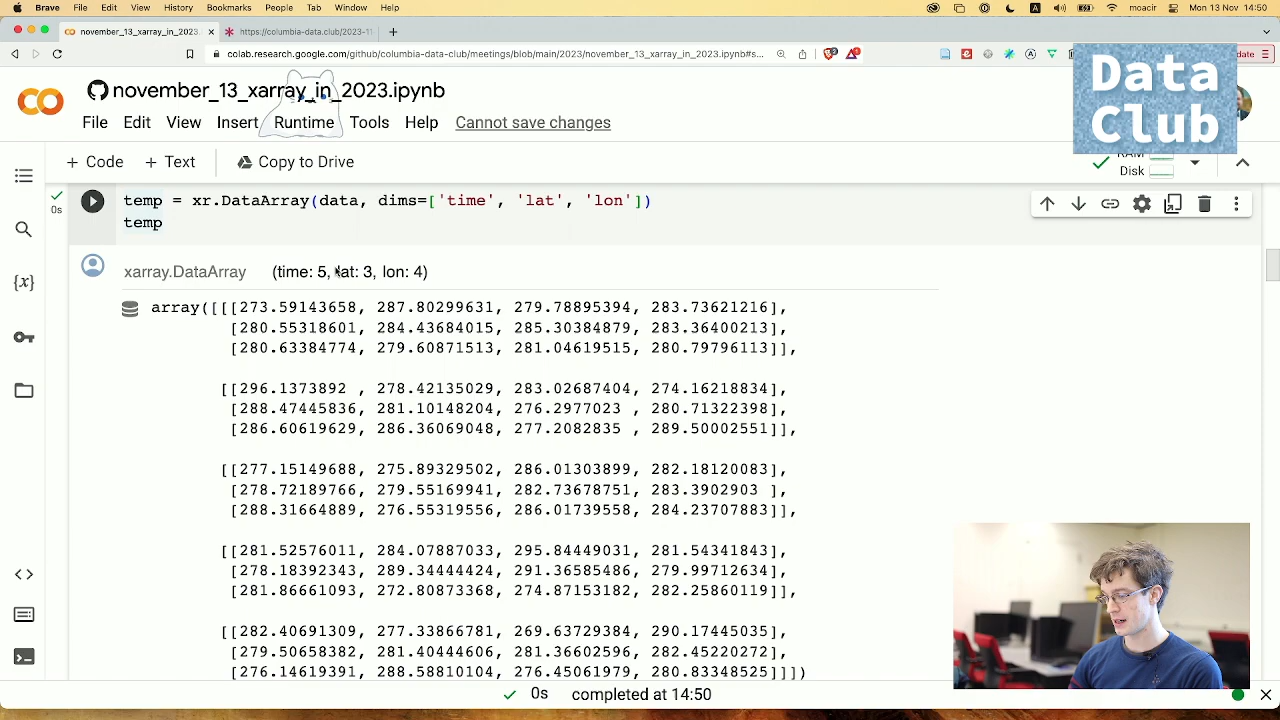 Brave File Edit View History Bookmarks People Tab Window Help moacir Mon 13 Nov 14:50
november_13_xarray_in_2023. https://columbia-data.club/2023-11
colab.research.google.com/github/columbia-data-club/meetings/blob/main/2023/november_13_xarray_in_2023.ipynb#s... date
november_13_xarray_in_2023.ipynb
Data
Club
File Edit View Insert Runtime Tools Help Cannot save changes
+ Code + Text Copy to Drive
RAM
Disk
temp = xr.DataArray(data, dims=['time', 'lat', 'lon'])
0s
temp
xarray.DataArray (time: 5, lat: 3, lon: 4)
array([[[273.59143658, 287.80299631, 279.78895394, 283.73621216],
[280.55318601, 284.43684015, 285.30384879, 283.36400213],
[280.63384774, 279.60871513, 281.04619515, 280.79796113]],
[[296.1373892 , 278.42135029, 283.02687404, 274.16218834],
[288.47445836, 281.10148204, 276.2977023 , 280.71322398],
[286.60619629, 286.36069048, 277.2082835 , 289.50002551]],
[[277.15149688, 275.89329502, 286.01303899, 282.18120083],
[278.72189766, 279.55169941, 282.73678751, 283.3902903 ],
[288.31664889, 276.55319556, 286.01739558, 284.23707883]],
[[281.52576011, 284.07887033, 295.84449031, 281.54341843],
[278.18392343, 289.34444424, 291.36585486, 279.99712634],
[281.86661093, 272.80873368, 274.87153182, 282.25860119]],
[[282.40691309, 277.33866781, 269.63729384, 290.17445035],
[279.50658382, 281.40444606, 281.36602596, 282.45220272],
[276.14619391, 288.58810104, 276.45061979, 280.83348525]]])
0s completed at 14:50